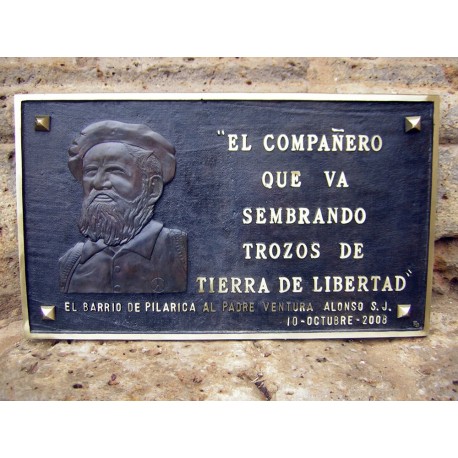 "EL COMPAÑERO
QUE VA
SEMBRANDO
TROZOS DE
TIERRA DE LIBERTAD"
EL BARRIO DE PILARICA AL PADRE VENTURA ALONSO S.J.
10-OCTUBRE-2008